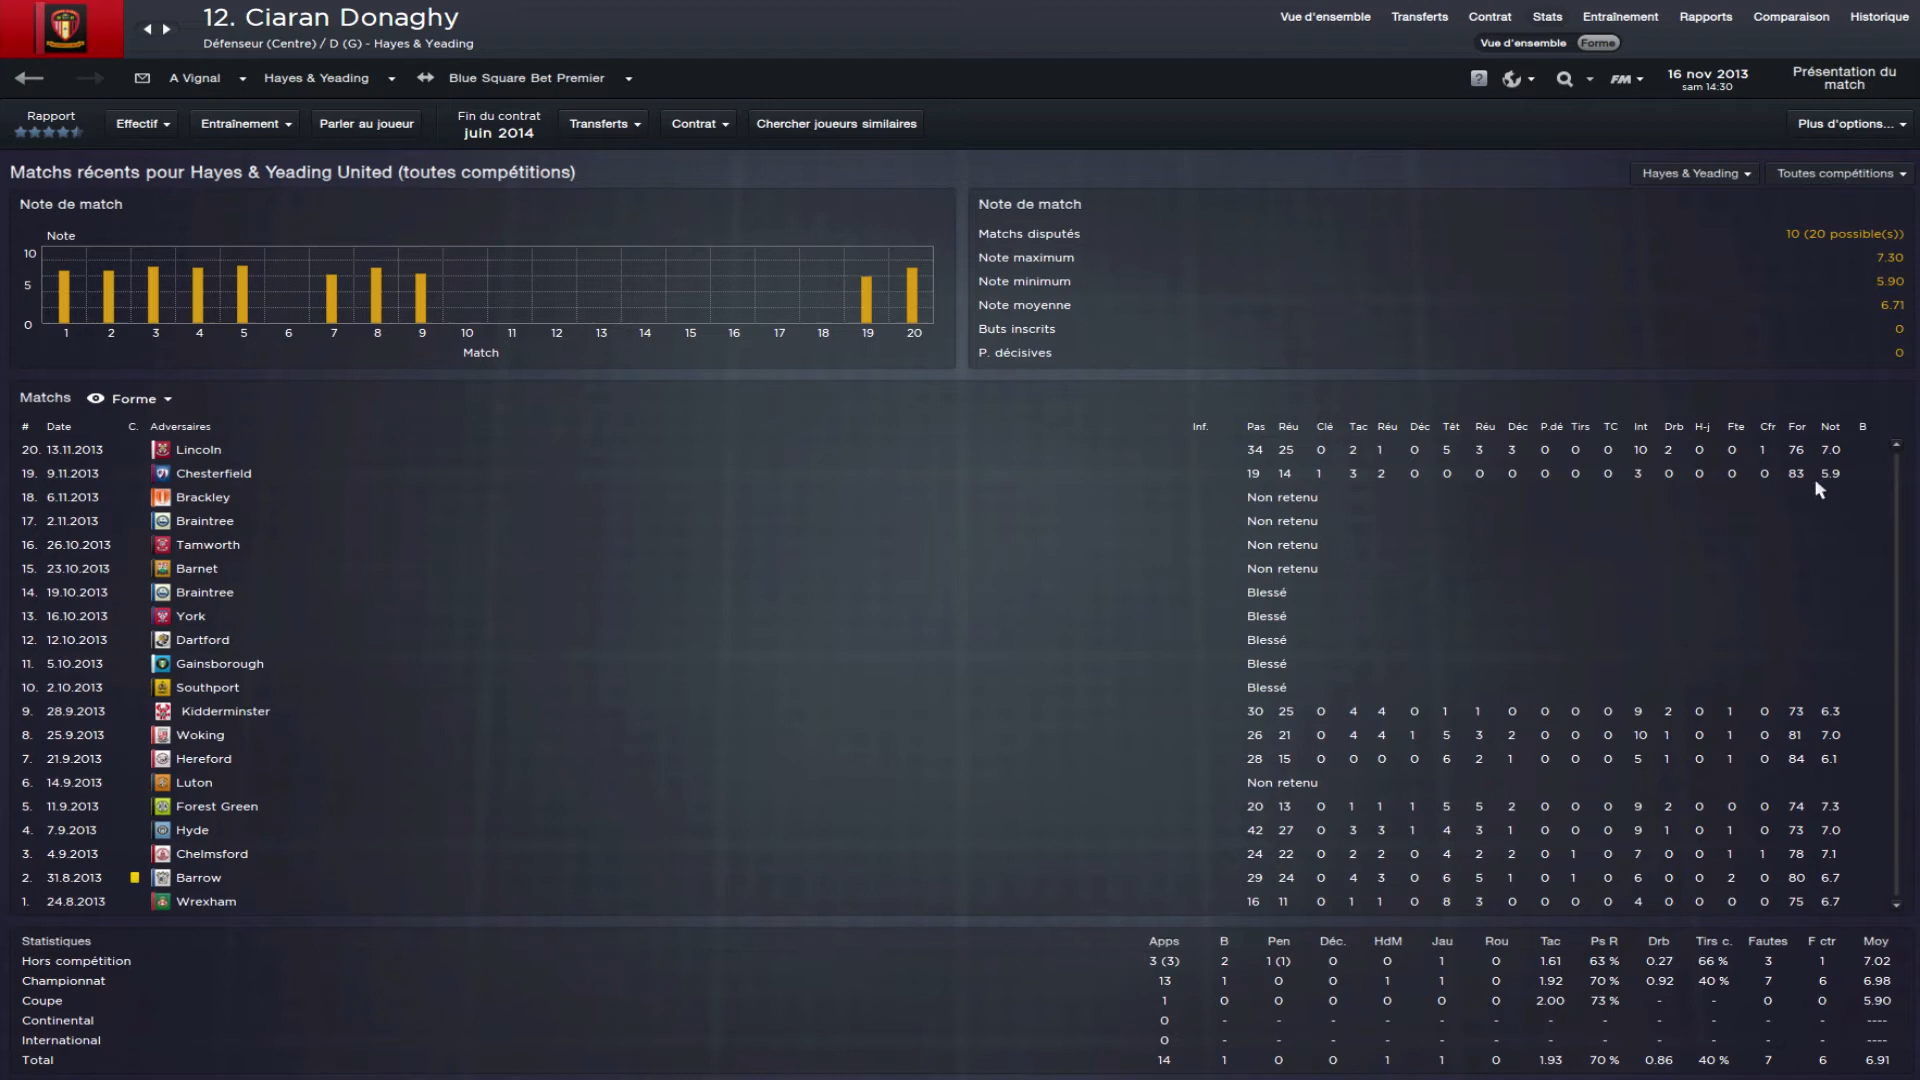 12. Ciaran Donaghy
Défenseur (Centre) / D (G) - Hayes & Yeading
Vue d'ensemble Transferts Contrat Stats Entraînement Rapports Comparaison Historique
Vue d'ensemble Forme
A Vignal Hayes & Yeading Blue Square Bet Premier
? FM 16 nov 2013
sam 14:30
Présentation du
match
Rapport Effectif Entraînement Parler au joueur Fin du contrat
juin 2014
Transferts Contrat Chercher joueurs similaires Plus d'options...
Matchs récents pour Hayes & Yeading United (toutes compétitions) Hayes & Yeading Toutes compétitions
Note de match
Note
10
5
0
1 2 3 4 5 6 7 8 9 10 11 12 13 14 15 16 17 18 19 20
Match
Note de match
Matchs disputés 10 (20 possible(s))
Note maximum 7.30
Note minimum 5.90
Note moyenne 6.71
Buts inscrits 0
P. décisives 0
Matchs Forme
# Date C. Adversaires Inf. Pas Réu Clé Tac Réu Déc Têt Réu Déc P.dé Tirs TC Int Drb H-j Fte Cfr For Not B
20. 13.11.2013 Lincoln 34 25 0 2 1 0 5 3 3 0 0 0 10 2 0 0 1 76 7.0
19. 9.11.2013 Chesterfield 19 14 1 3 2 0 0 0 0 0 0 0 3 0 0 0 0 83 5.9
18. 6.11.2013 Brackley Non retenu
17. 2.11.2013 Braintree Non retenu
16. 26.10.2013 Tamworth Non retenu
15. 23.10.2013 Barnet Non retenu
14. 19.10.2013 Braintree Blessé
13. 16.10.2013 York Blessé
12. 12.10.2013 Dartford Blessé
11. 5.10.2013 Gainsborough Blessé
10. 2.10.2013 Southport Blessé
9. 28.9.2013 Kidderminster 30 25 0 4 4 0 1 1 0 0 0 0 9 2 0 1 0 73 6.3
8. 25.9.2013 Woking 26 21 0 4 4 1 5 3 2 0 0 0 10 1 0 1 0 81 7.0
7. 21.9.2013 Hereford 28 15 0 0 0 0 6 2 1 0 0 0 5 1 0 1 0 84 6.1
6. 14.9.2013 Luton Non retenu
5. 11.9.2013 Forest Green 20 13 0 1 1 1 5 5 2 0 0 0 9 2 0 0 0 74 7.3
4. 7.9.2013 Hyde 42 27 0 3 3 1 4 3 1 0 0 0 9 1 0 1 0 73 7.0
3. 4.9.2013 Chelmsford 24 22 0 2 2 0 4 2 2 0 1 0 7 0 0 1 1 78 7.1
2. 31.8.2013 Barrow 29 24 0 4 3 0 6 5 1 0 1 0 6 0 0 2 0 80 6.7
1. 24.8.2013 Wrexham 16 11 0 1 1 0 8 3 0 0 0 0 4 0 0 0 0 75 6.7
Statistiques Apps B Pen Déc. HdM Jau Rou Tac Ps R Drb Tirs c. Fautes F ctr Moy
Hors compétition 3 (3) 2 1 (1) 0 0 1 0 1.61 63 % 0.27 66 % 3 1 7.02
Championnat 13 1 0 0 1 1 0 1.92 70 % 0.92 40 % 7 6 6.98
Coupe 1 0 0 0 0 0 0 2.00 73 % - - 0 0 5.90
Continental 0 - - - - - - - - - - - - ----
International 0 - - - - - - - - - - - - ----
Total 14 1 0 0 1 1 0 1.93 70 % 0.86 40 % 7 6 6.91